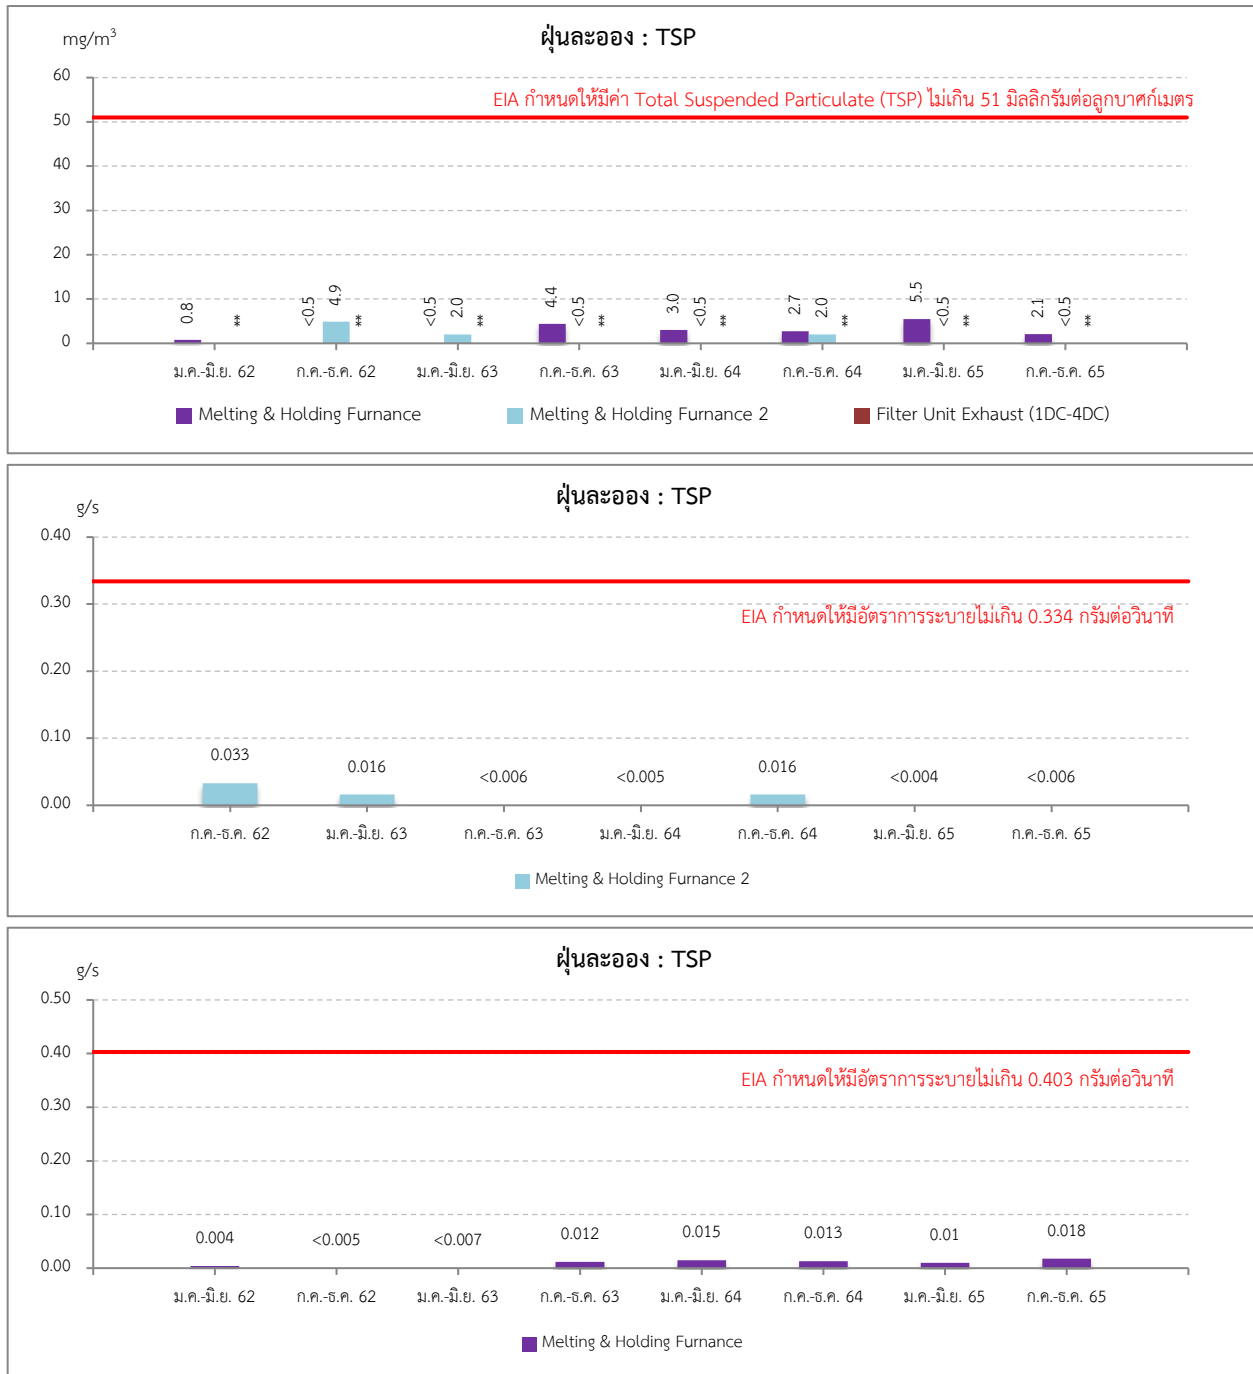 ฝุ่นละออง : TSP
mg/m³
60
EIA กำหนดให้มีค่า Total Suspended Particulate (TSP) ไม่เกิน 51 มิลลิกรัมต่อลูกบาศก์เมตร
50
40
30
20
10
0
0.8 ** <0.5 4.9 ** <0.5 2.0 ** 4.4 <0.5 ** 3.0 <0.5 ** 2.7 2.0 ** 5.5 <0.5 ** 2.1 <0.5 **
ม.ค.-มิ.ย. 62 ก.ค.-ธ.ค. 62 ม.ค.-มิ.ย. 63 ก.ค.-ธ.ค. 63 ม.ค.-มิ.ย. 64 ก.ค.-ธ.ค. 64 ม.ค.-มิ.ย. 65 ก.ค.-ธ.ค. 65
Melting & Holding Furnance Melting & Holding Furnance 2 Filter Unit Exhaust (1DC-4DC)
ฝุ่นละออง : TSP
g/s
0.40
0.30
EIA กำหนดให้มีอัตราการระบายไม่เกิน 0.334 กรัมต่อวินาที
0.20
0.10
0.033 0.016 <0.006 <0.005 0.016 <0.004 <0.006
0.00
ก.ค.-ธ.ค. 62 ม.ค.-มิ.ย. 63 ก.ค.-ธ.ค. 63 ม.ค.-มิ.ย. 64 ก.ค.-ธ.ค. 64 ม.ค.-มิ.ย. 65 ก.ค.-ธ.ค. 65
Melting & Holding Furnance 2
ฝุ่นละออง : TSP
g/s
0.50
0.40
EIA กำหนดให้มีอัตราการระบายไม่เกิน 0.403 กรัมต่อวินาที
0.30
0.20
0.10
0.004 <0.005 <0.007 0.012 0.015 0.013 0.01 0.018
0.00
ม.ค.-มิ.ย. 62 ก.ค.-ธ.ค. 62 ม.ค.-มิ.ย. 63 ก.ค.-ธ.ค. 63 ม.ค.-มิ.ย. 64 ก.ค.-ธ.ค. 64 ม.ค.-มิ.ย. 65 ก.ค.-ธ.ค. 65
Melting & Holding Furnance